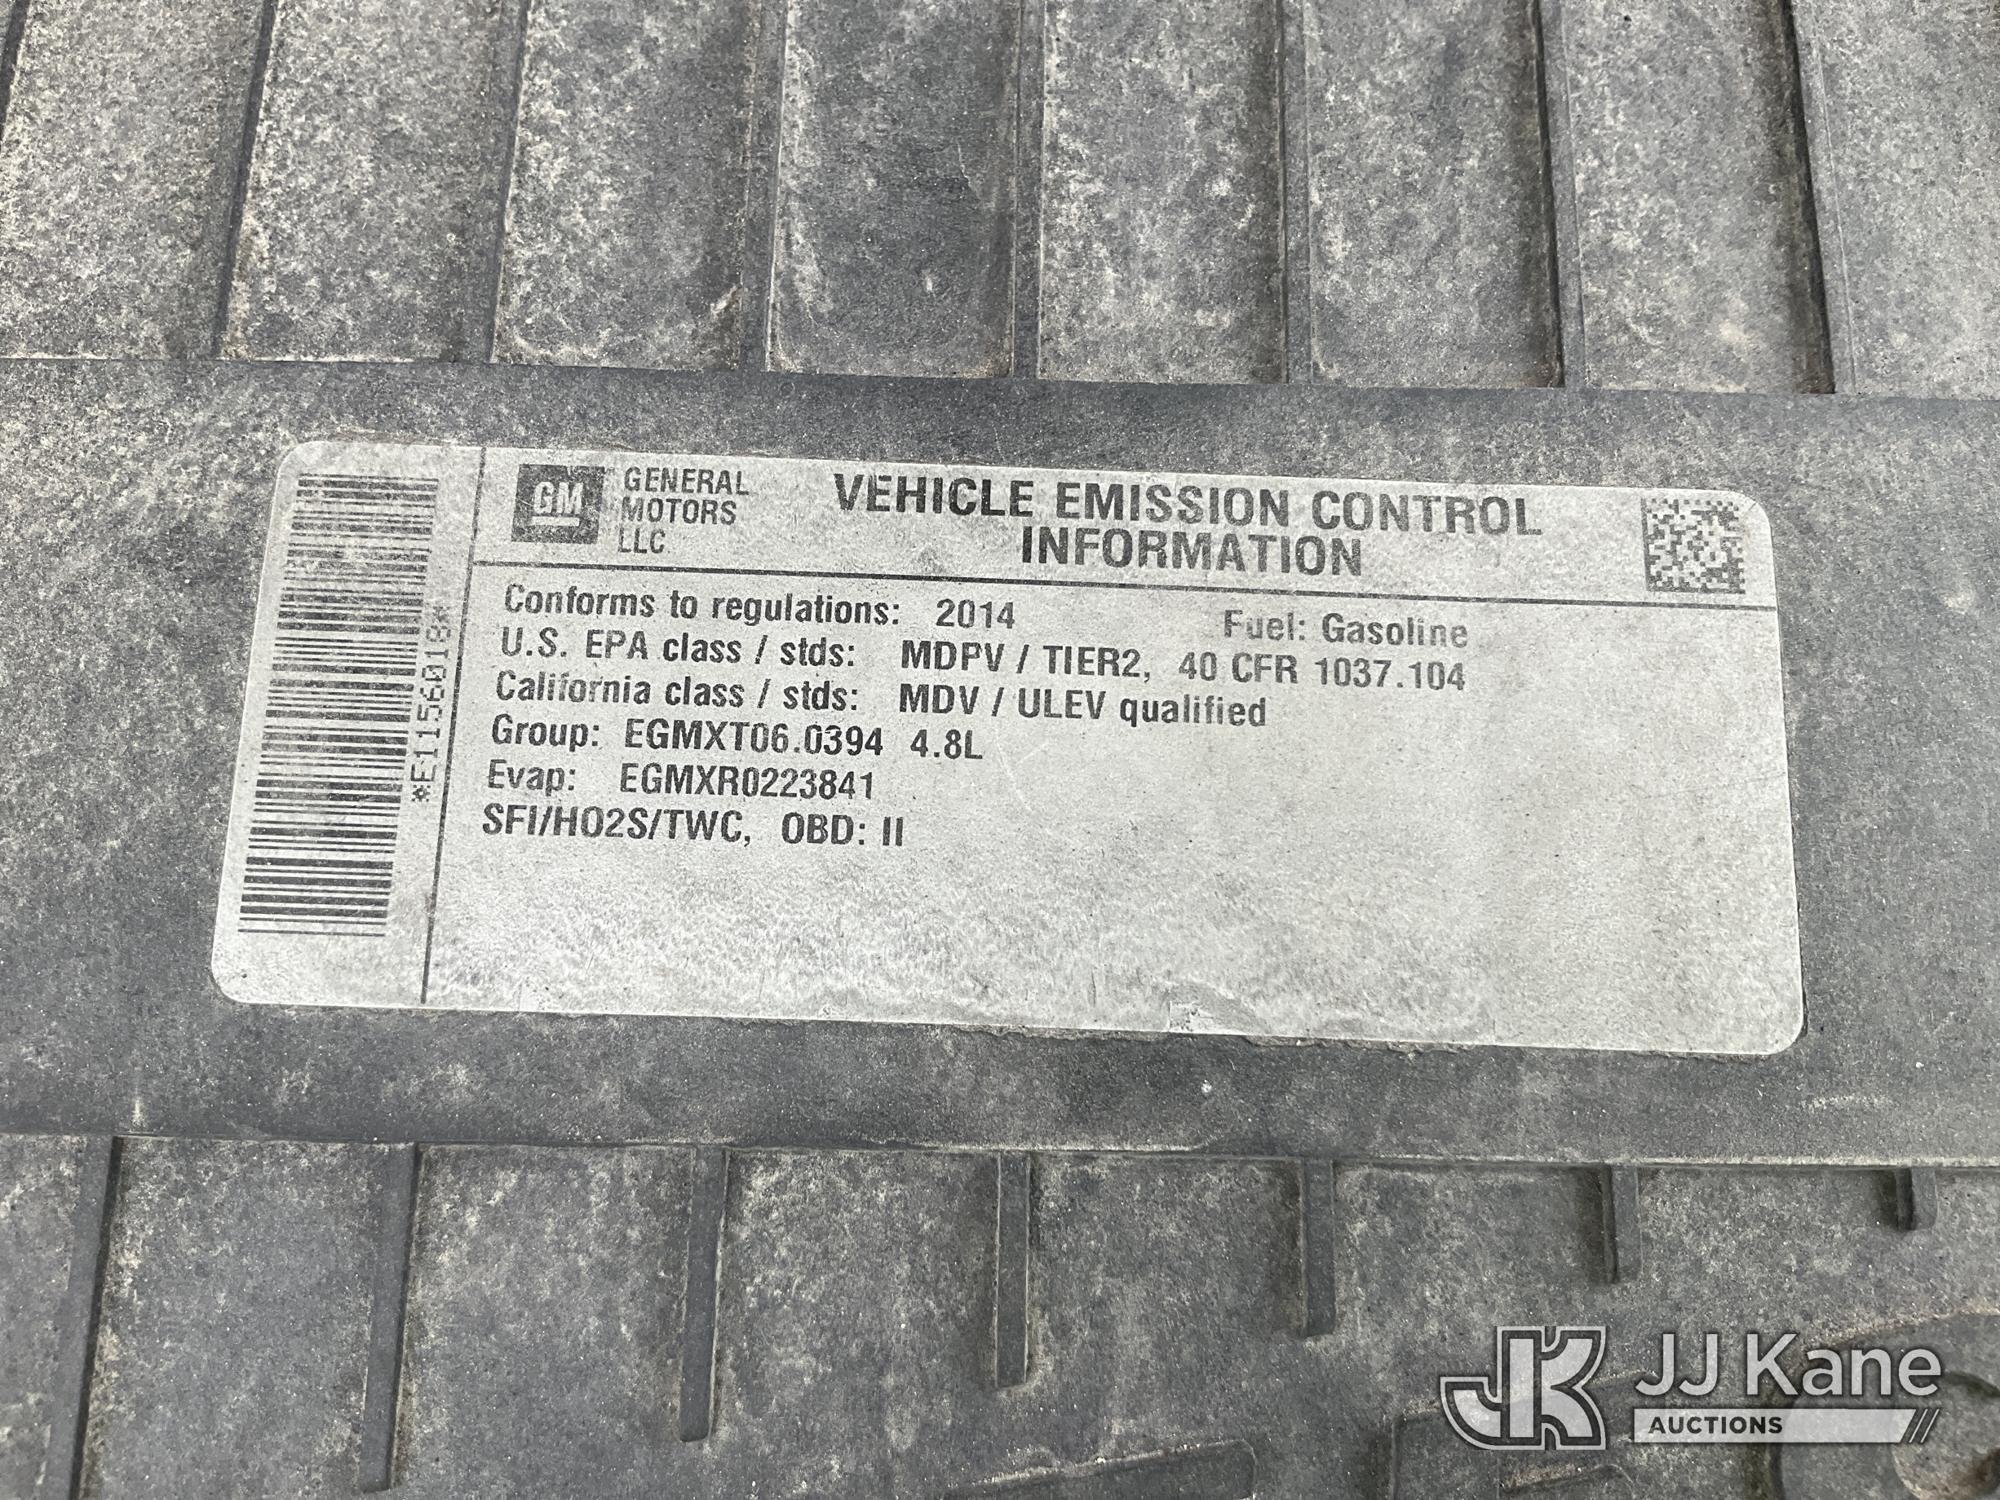 GM
GENERAL
MOTORS
LLC
VEHICLE EMISSION CONTROL
INFORMATION
*E1156018*
Conforms to regulations: 2014 Fuel: Gasoline
U.S. EPA class / stds: MDPV / TIER2, 40 CFR 1037.104
California class / stds: MDV / ULEV qualified
Group: EGMXT06.0394 4.8L
Evap: EGMXR0223841
SFI/HO2S/TWC, OBD: II
JK JJ Kane
AUCTIONS